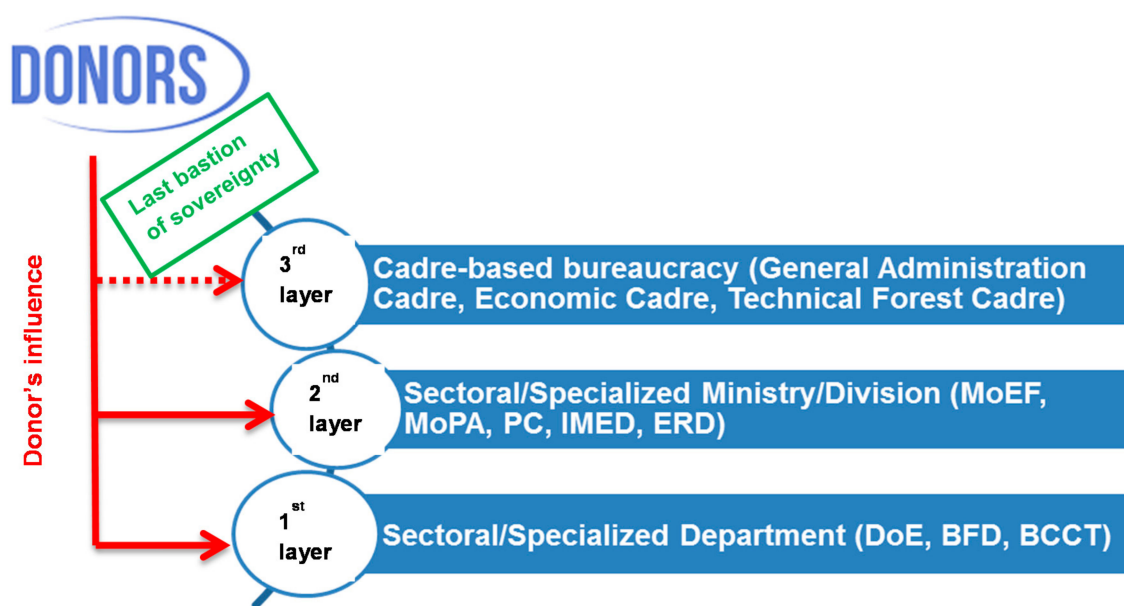 DONORS
Last bastion
of sovereignty
Donor's influence
3rd
layer
Cadre-based bureaucracy (General Administration
Cadre, Economic Cadre, Technical Forest Cadre)
2nd
layer
Sectoral/Specialized Ministry/Division (MoEF,
MoPA, PC, IMED, ERD)
1st
layer
Sectoral/Specialized Department (DoE, BFD, BCCT)